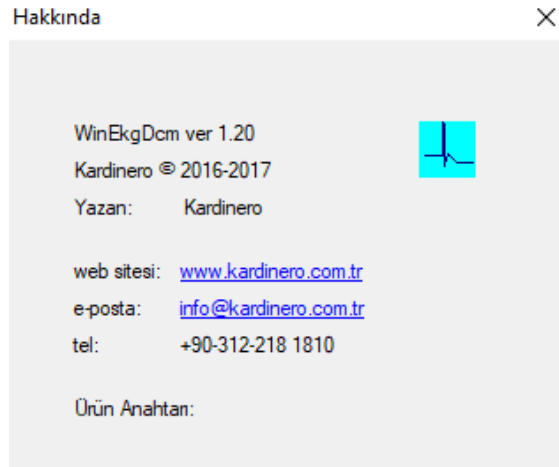 Hakkında
WinEkgDcm ver 1.20
Kardinero © 2016-2017
Yazan: Kardinero
web sitesi: www.kardinero.com.tr
e-posta: info@kardinero.com.tr
tel: +90-312-218 1810
Ürün Anahtarı: